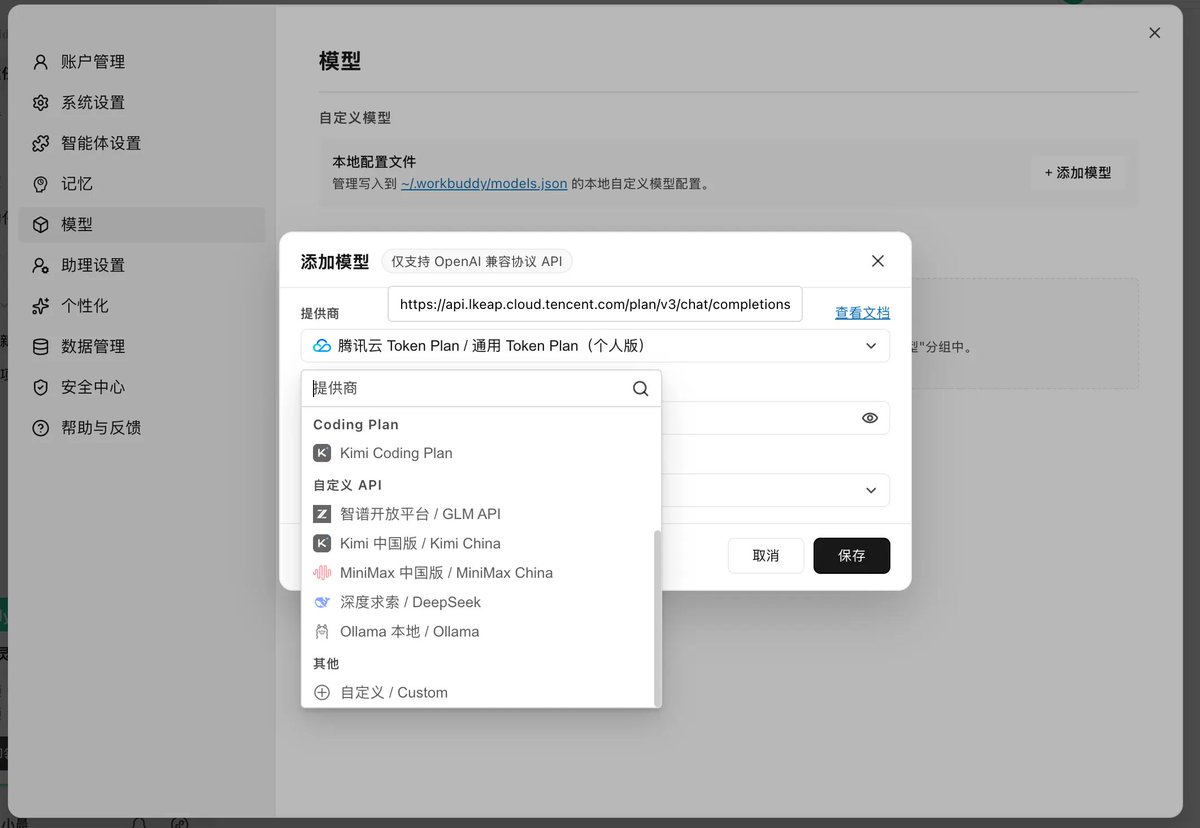 账户管理
系统设置
智能体设置
记忆
模型
助理设置
个性化
数据管理
安全中心
帮助与反馈
模型
自定义模型
本地配置文件
管理写入到 ~/.workbuddy/models.json 的本地自定义模型配置。
+ 添加模型
型"分组中。
添加模型 仅支持 OpenAI 兼容协议 API
提供商
https://api.lkeap.cloud.tencent.com/plan/v3/chat/completions
查看文档
腾讯云 Token Plan / 通用 Token Plan（个人版）
提供商
Coding Plan
Kimi Coding Plan
自定义 API
智谱开放平台 / GLM API
Kimi 中国版 / Kimi China
MiniMax 中国版 / MiniMax China
深度求索 / DeepSeek
Ollama 本地 / Ollama
其他
自定义 / Custom
取消
保存